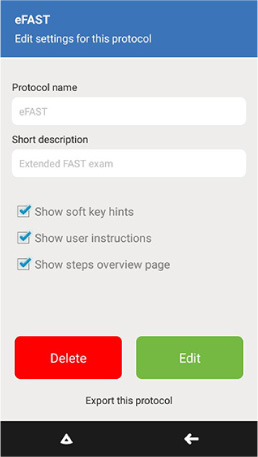 eFAST
Edit settings for this protocol
Protocol name
eFAST
Short description
Extended FAST exam
Show soft key hints
Show user instructions
Show steps overview page
Delete
Edit
Export this protocol